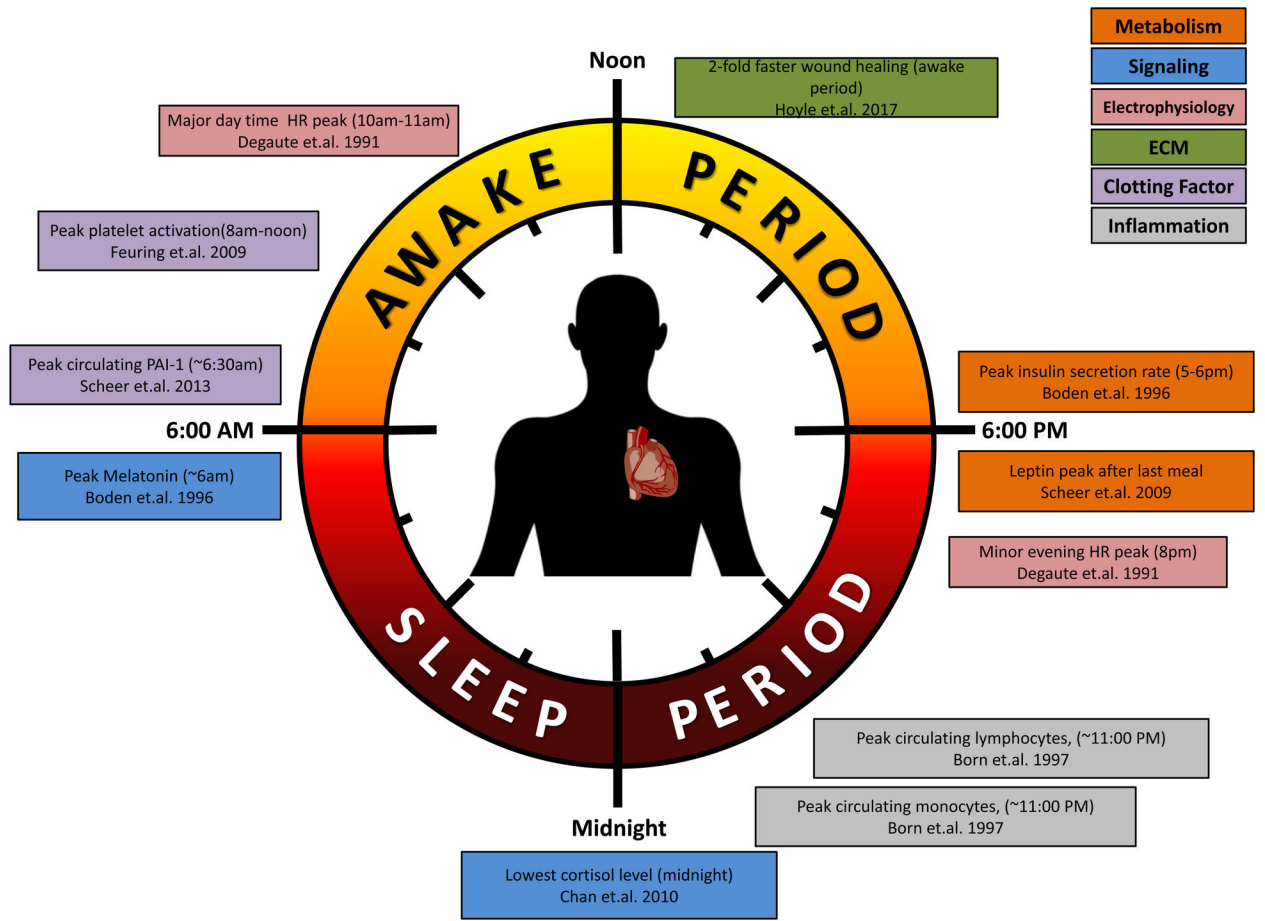 Metabolism
Signaling
Electrophysiology
ECM
Clotting Factor
Inflammation
Noon
2-fold faster wound healing (awake
period)
Hoyle et.al. 2017
Major day time  HR peak (10am-11am)
Degaute et.al. 1991
Peak platelet activation(8am-noon)
Feuring et.al. 2009
Peak circulating PAI-1 (~6:30am)
Scheer et.al. 2013
6:00 AM
Peak Melatonin (~6am)
Boden et.al. 1996
AWAKE PERIOD
Peak insulin secretion rate (5-6pm)
Boden et.al. 1996
6:00 PM
Leptin peak after last meal
Scheer et.al. 2009
Minor evening HR peak (8pm)
Degaute et.al. 1991
SLEEP PERIOD
Peak circulating lymphocytes, (~11:00 PM)
Born et.al. 1997
Peak circulating monocytes, (~11:00 PM)
Born et.al. 1997
Midnight
Lowest cortisol level (midnight)
Chan et.al. 2010